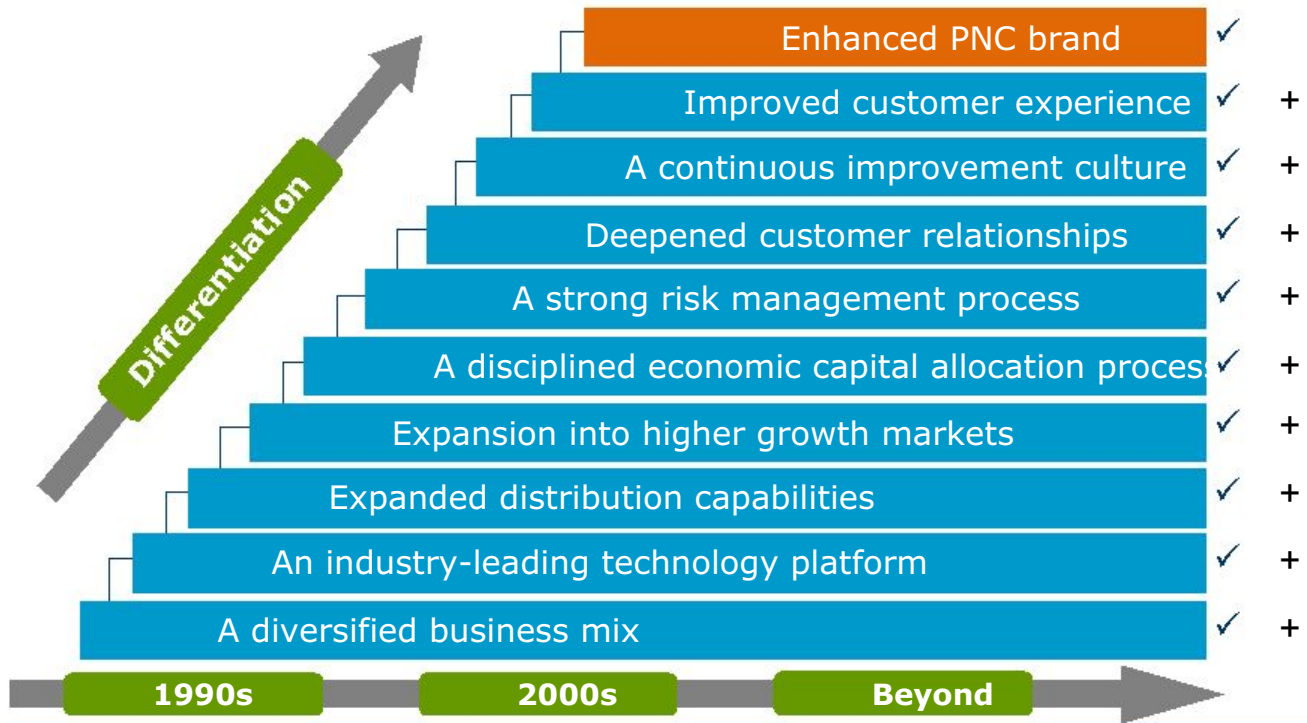 Enhanced PNC brand ✓
Improved customer experience ✓ +
A continuous improvement culture ✓ +
Deepened customer relationships ✓ +
A strong risk management process ✓ +
A disciplined economic capital allocation process ✓ +
Expansion into higher growth markets ✓ +
Expanded distribution capabilities ✓ +
An industry-leading technology platform ✓ +
A diversified business mix ✓ +
Differentiation
1990s 2000s Beyond